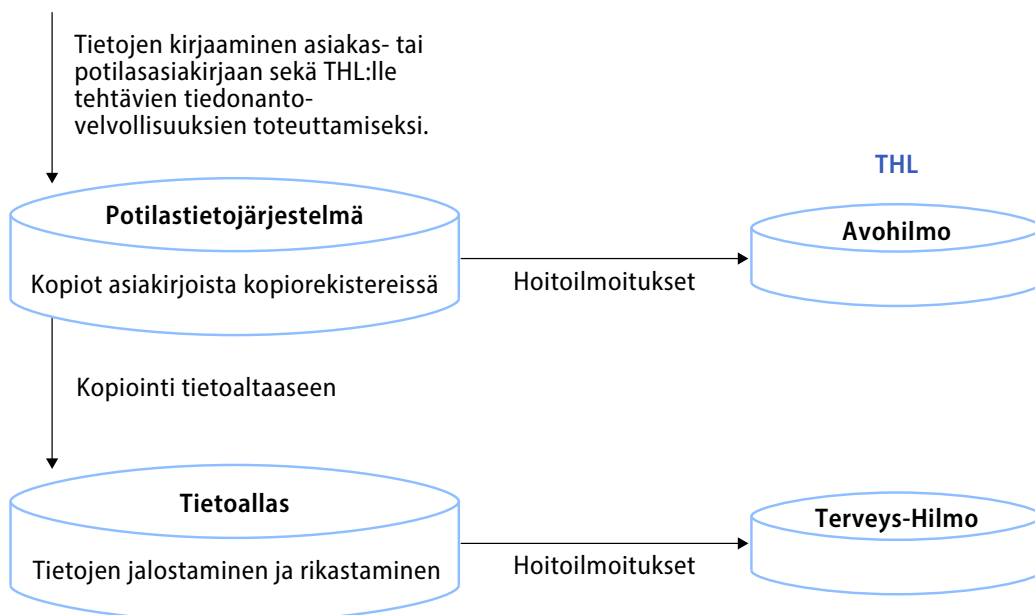 Tietojen kirjaaminen asiakas- tai
potilasasiakirjaan sekä THL:lle
tehtävien tiedonanto-
velvollisuuksien toteuttamiseksi.
THL
Potilastietojärjestelmä
Avohilmo
Kopiot asiakirjoista kopiorekistereissä
Hoitoilmoitukset
Kopiointi tietoaltaaseen
Tietoallas
Terveys-Hilmo
Tietojen jalostaminen ja rikastaminen
Hoitoilmoitukset